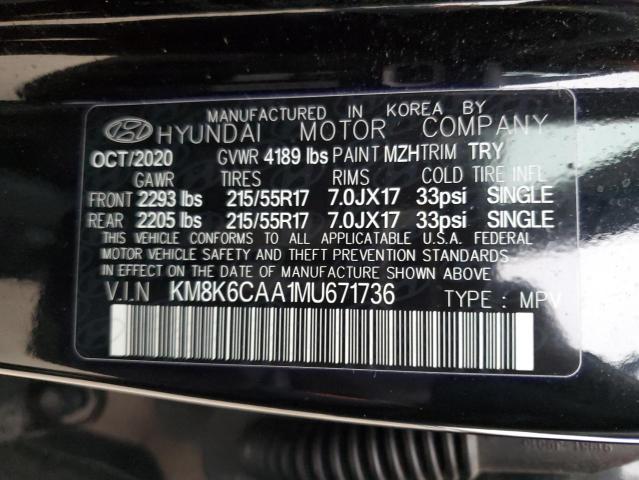 MANUFACTURED IN KOREA BY
HYUNDAI MOTOR COMPANY
OCT/2020 GVWR 4189 lbs PAINT MZH TRIM TRY
GAWR TIRES RIMS COLD TIRE INFL
FRONT 2293 lbs 215/55R17 7.0JX17 33psi SINGLE
REAR 2205 lbs 215/55R17 7.0JX17 33psi SINGLE
THIS VEHICLE CONFORMS TO ALL APPLICATABLE U.S.A. FEDERAL
MOTOR VEHICLE SAFETY AND THEFT PREVENTION STANDARDS
IN EFFECT ON THE DATE OF MANUFACTURE SHOWN ABOVE.
V.I.N KM8K6CAA1MU671736 TYPE : MPV